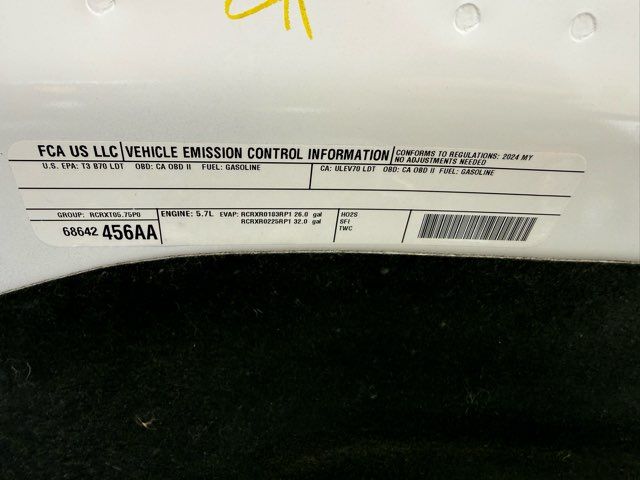 FCA US LLC VEHICLE EMISSION CONTROL INFORMATION CONFORMS TO REGULATIONS: 2024 MY
NO ADJUSTMENTS NEEDED
U.S. EPA: T3 B70 LDT OBD: CA OBD II FUEL: GASOLINE
CA: ULEV70 LDT OBD: CA OBD II FUEL: GASOLINE
GROUP: RCRXT05.75P0
68642 456AA
ENGINE: 5.7L EVAP: RCRXR0103RP1 26.0 gal
RCRXR0225RP1 32.0 gal
HO2S
SFI
TWC